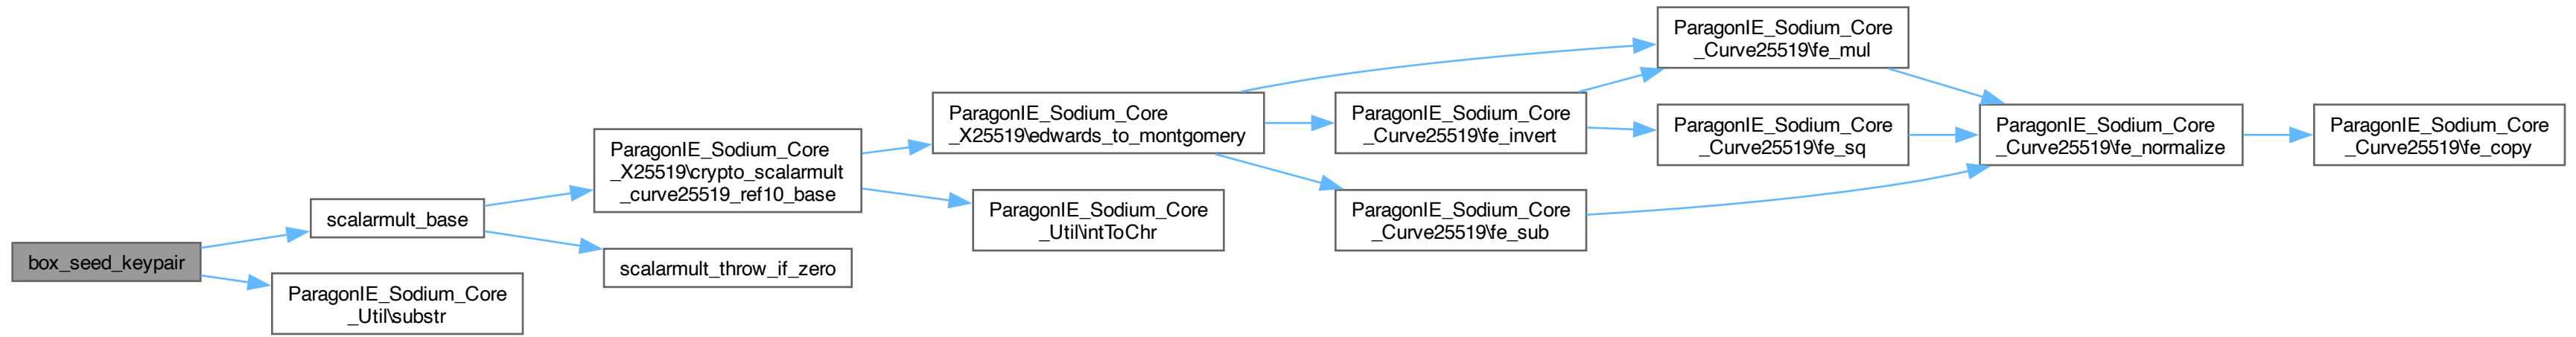 box_seed_keypair
scalarmult_base
ParagonIE_Sodium_Core
_Util\substr
ParagonIE_Sodium_Core
_X25519\crypto_scalarmult
_curve25519_ref10_base
scalarmult_throw_if_zero
ParagonIE_Sodium_Core
_X25519\edwards_to_montgomery
ParagonIE_Sodium_Core
_Util\intToChr
ParagonIE_Sodium_Core
_Curve25519\fe_invert
ParagonIE_Sodium_Core
_Curve25519\fe_sub
ParagonIE_Sodium_Core
_Curve25519\fe_mul
ParagonIE_Sodium_Core
_Curve25519\fe_sq
ParagonIE_Sodium_Core
_Curve25519\fe_normalize
ParagonIE_Sodium_Core
_Curve25519\fe_copy